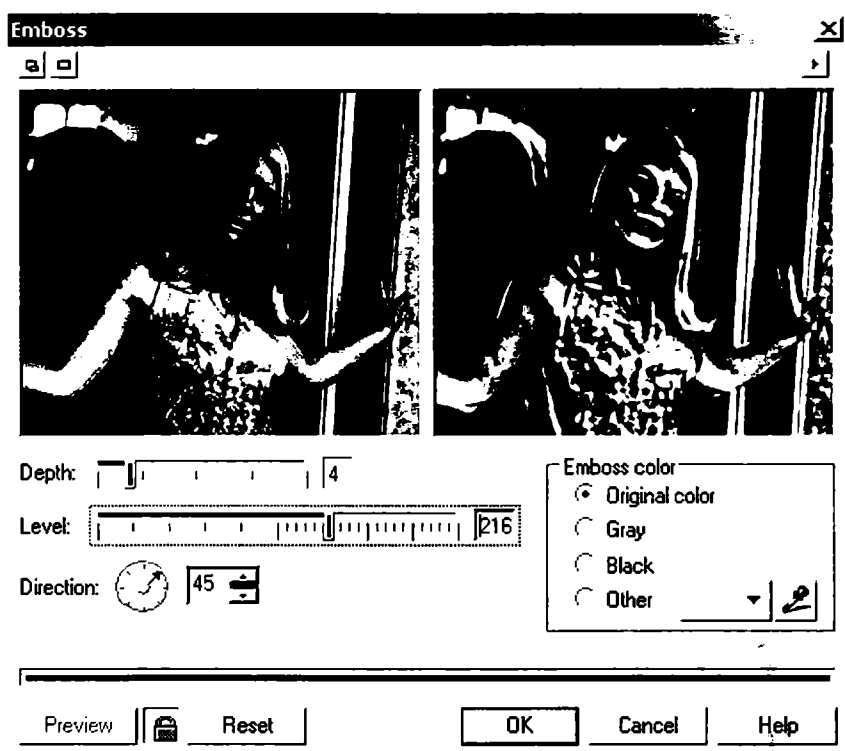 Emboss
Depth: 4
Level: 216
Direction: 45
Emboss color
Original color
Gray
Black
Other
Preview Reset OK Cancel Help